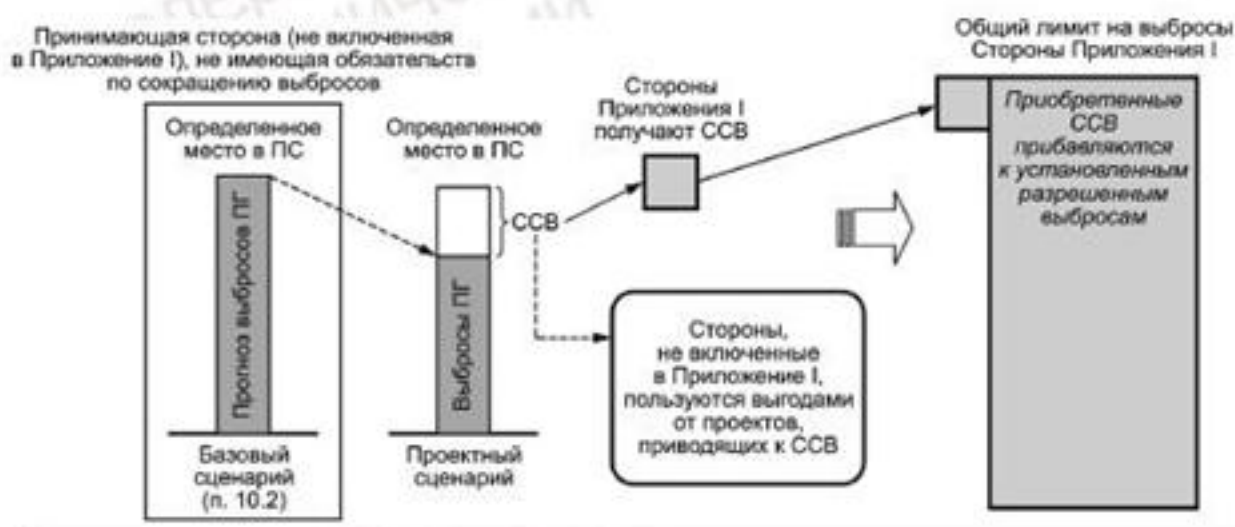 Принимающая сторона (не включенная
в Приложение I), не имеющая обязательств
по сокращению выбросов
Определенное
место в ПС
Прогноз выбросов ПГ
Базовый
сценарий
(п. 10.2)
Определенное
место в ПС
ССВ
Выбросы ПГ
Проектный
сценарий
Стороны
Приложения I
получают ССВ
Стороны,
не включенные
в Приложение I,
пользуются выгодами
от проектов,
приводящих к ССВ
Общий лимит на выбросы
Стороны Приложения I
Приобретенные
ССВ
прибавляются
к установленным
разрешенным
выбросам